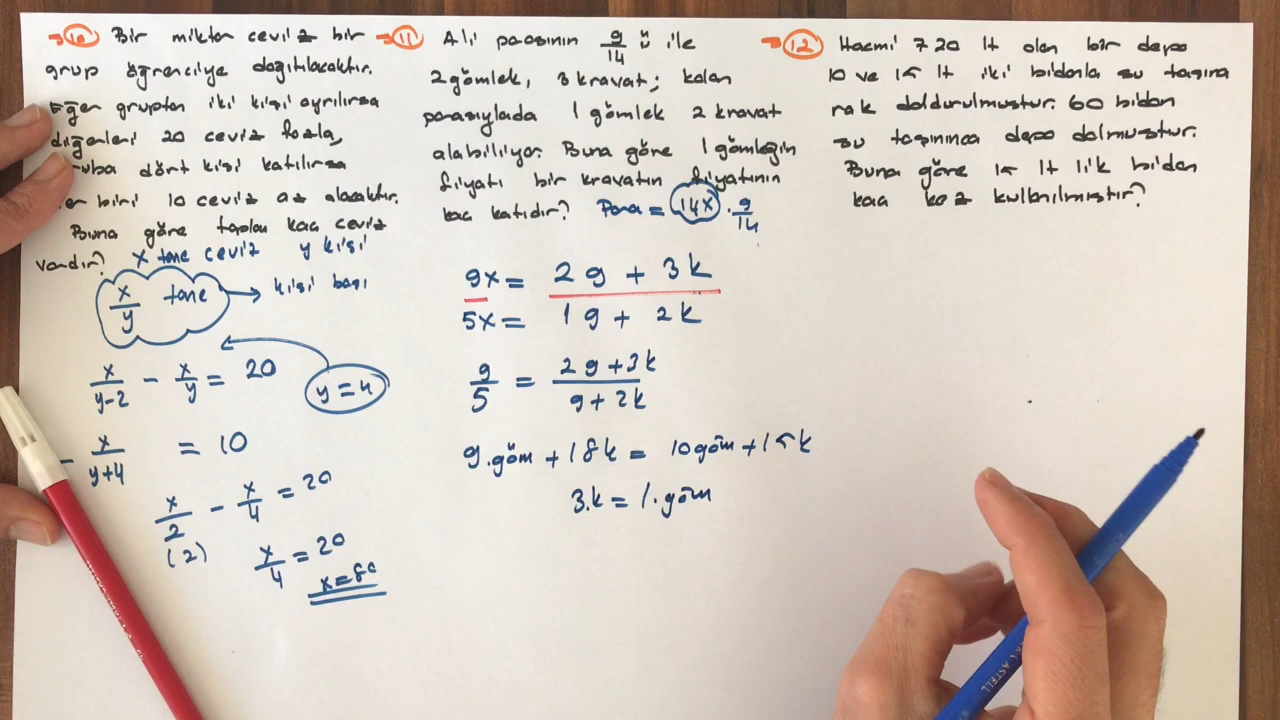 10 Bir miktar ceviz bir
grup öğrenciye dağıtılacaktır.
Eğer gruptan iki kişi ayrılırsa
diğerleri 20 ceviz fazla,
ruba dört kişi katılırsa
er biri 10 ceviz az alacaktır.
Buna göre toplam kaç ceviz
vardır?
x tane ceviz y kişi
x/y tane → kişi başı
x/y-2 - x/y = 20
y=4
- x/y+4 = 10
x/2 - x/4 = 20
(2)
x/4 = 20
x=80
11 Ali parasının 9/14 ü ile
2 gömlek, 3 kravat; kalan
parasıylada 1 gömlek 2 kravat
alabiliyor. Buna göre 1 gömleğin
fiyatı bir kravatın fiyatının
kaç katıdır?
Para = 14x . 9/14
9x = 2g + 3k
5x = 1g + 2k
9/5 = 2g+3k/g+2k
9.göm + 18k = 10göm + 15k
3.k = 1.göm
12 Hacmi 720 lt olan bir depo
10 ve 15 lt iki bidonla su taşına
rak doldurulmuştur. 60 bidon
su taşınınca depo dolmuştur.
Buna göre 15 lt lik bidon
kaç kez kullanılmıştır?